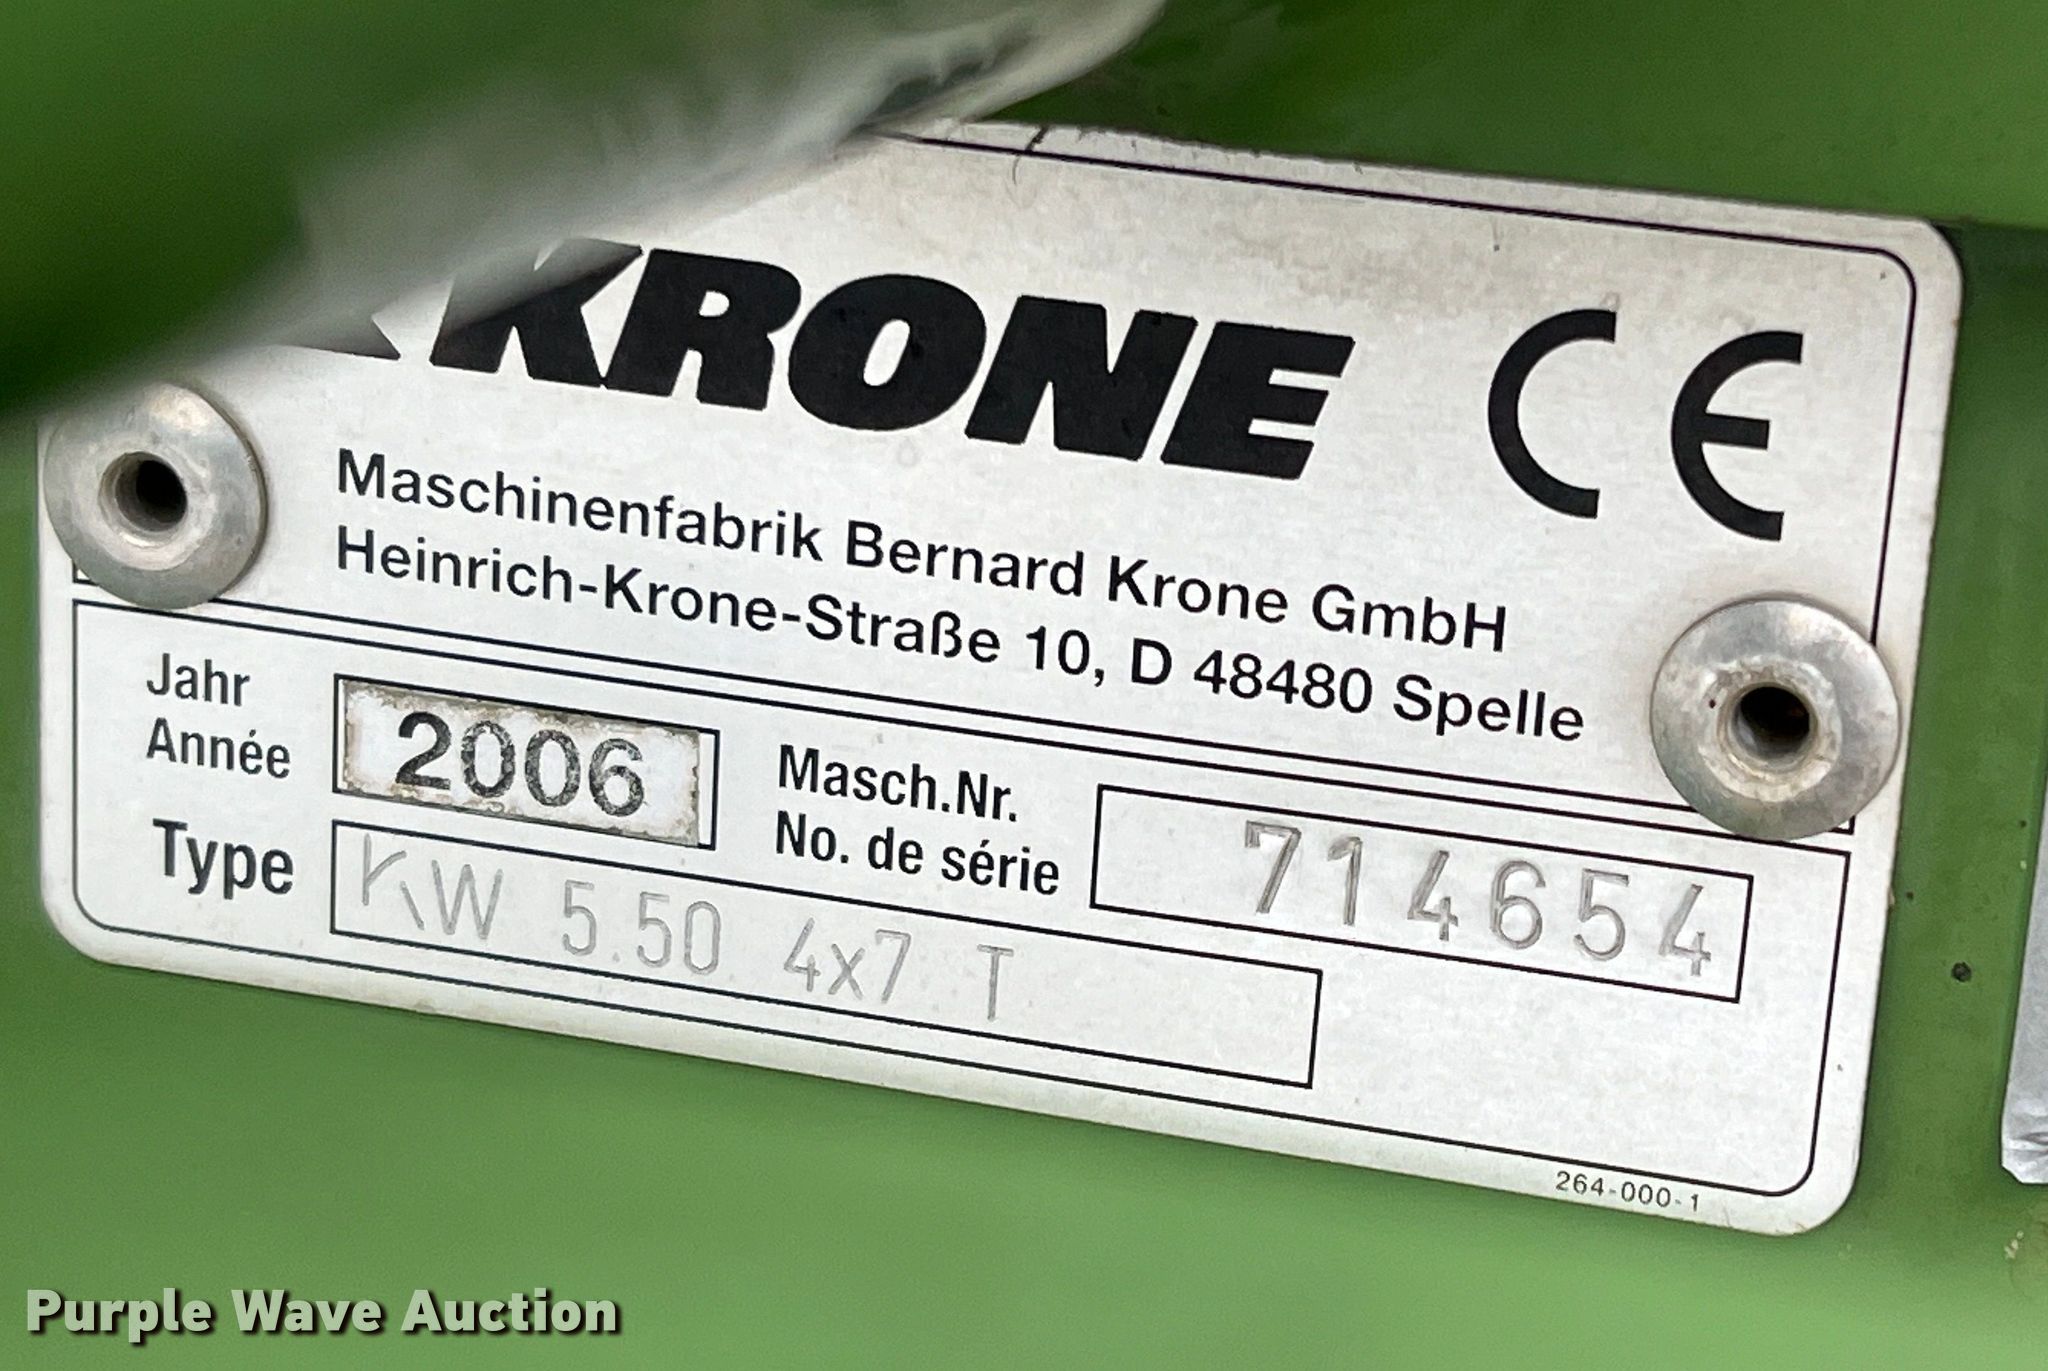 KRONE CE
Maschinenfabrik Bernard Krone GmbH
Heinrich-Krone-Straße 10, D 48480 Spelle
Jahr
Année
2006
Masch.Nr.
No. de série
714654
Type
KW 5.50 4x7 T
264-000-1
Purple Wave Auction